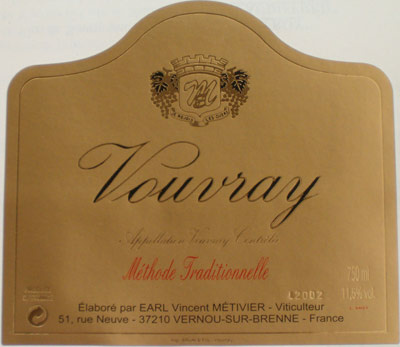 VM
Vouvray
Appellation Vouvray Contrôlée
Méthode Traditionnelle
750 ml
L2002
11,5% vol.
Élaboré par EARL Vincent MÉTIVIER - Viticulteur
51, rue Neuve - 37210 VERNOU-SUR-BRENNE - France